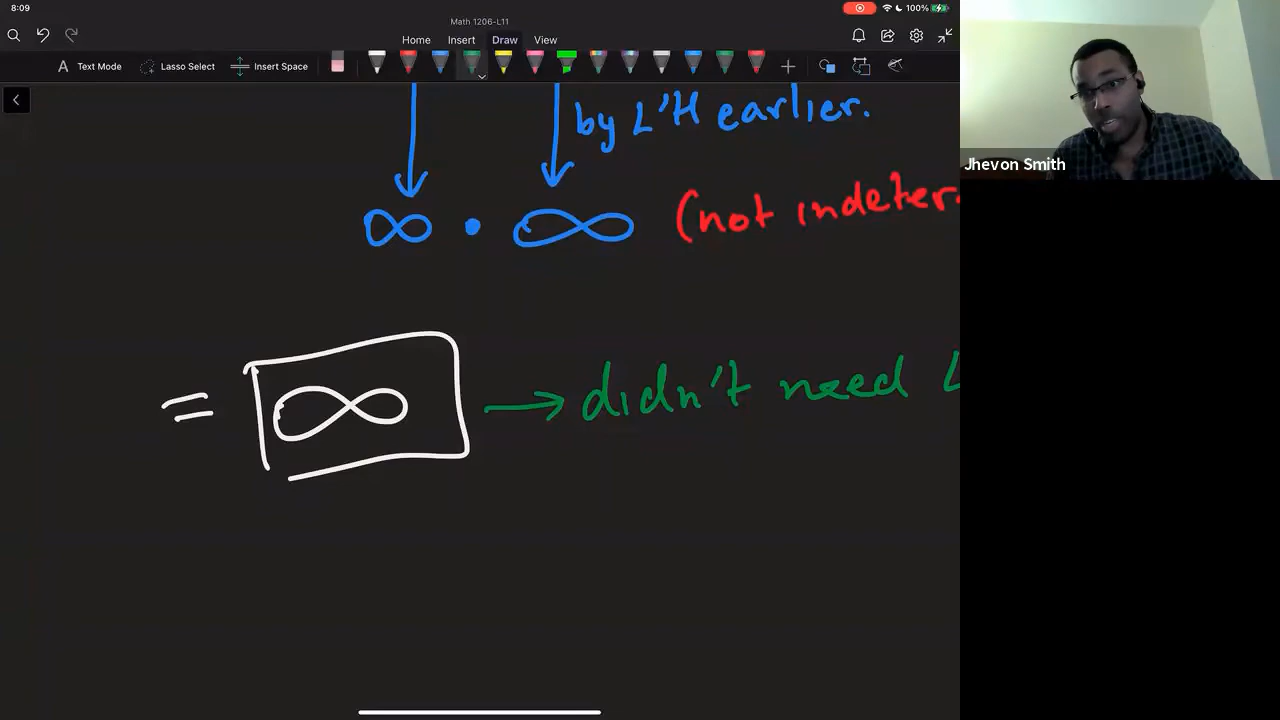 8:09
100%
Math 1206-L11
Home Insert Draw View
Text Mode Lasso Select Insert Space
by L'H earlier.
∞ • ∞ (not indeter.
= ∞ → didn't need L
Jhevon Smith